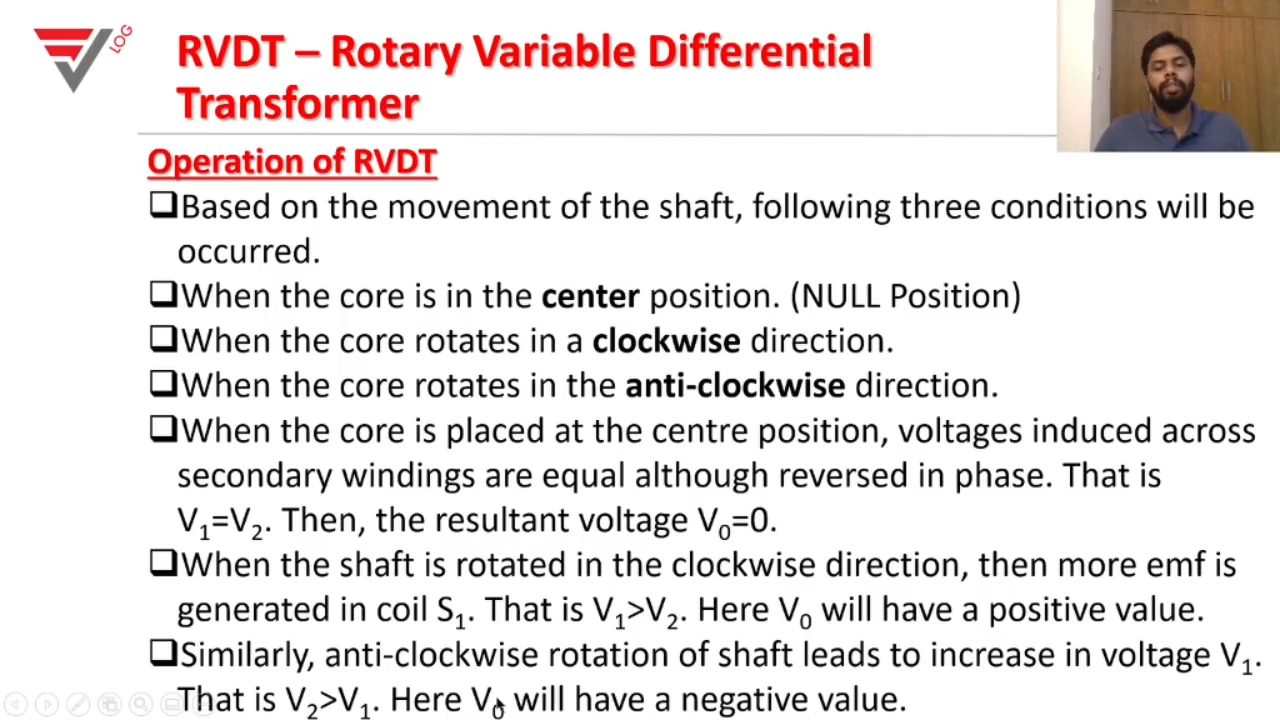 LOG
RVDT – Rotary Variable Differential
Transformer
Operation of RVDT
❑Based on the movement of the shaft, following three conditions will be
occurred.
❑When the core is in the center position. (NULL Position)
❑When the core rotates in a clockwise direction.
❑When the core rotates in the anti-clockwise direction.
❑When the core is placed at the centre position, voltages induced across
secondary windings are equal although reversed in phase. That is
V₁=V₂. Then, the resultant voltage V₀=0.
❑When the shaft is rotated in the clockwise direction, then more emf is
generated in coil S₁. That is V₁>V₂. Here V₀ will have a positive value.
❑Similarly, anti-clockwise rotation of shaft leads to increase in voltage V₁.
That is V₂>V₁. Here V₀ will have a negative value.